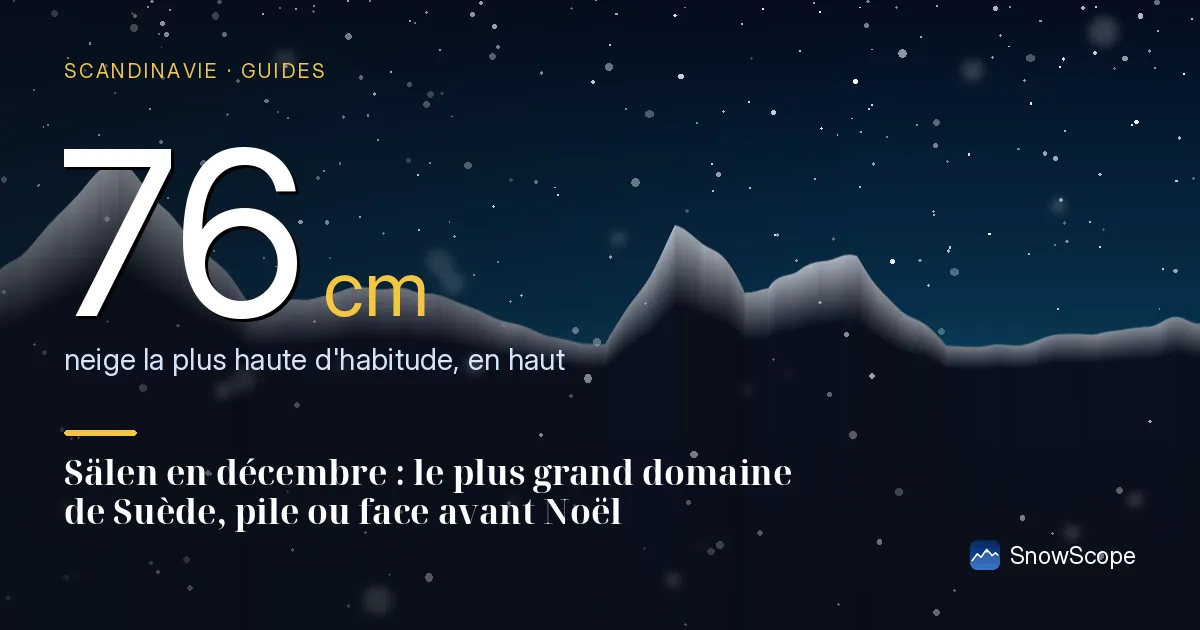 SCANDINAVIE · GUIDES
76 cm
neige la plus haute d'habitude, en haut
Sälen en décembre : le plus grand domaine
de Suède, pile ou face avant Noël
SnowScope